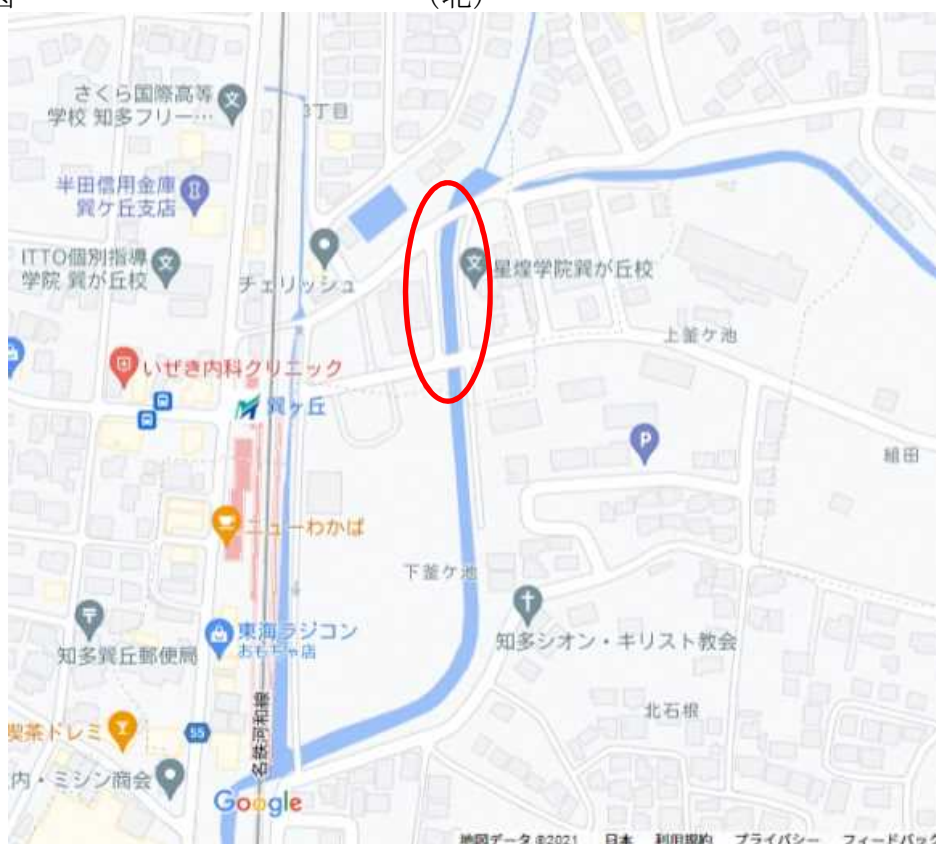 図
（北）
さくら国際高等
学校 知多フリー…
3丁目
半田信用金庫
巽ケ丘支店
ITTO個別指導
学院 巽が丘校
チェリッシュ
星煌学院巽が丘校
上釜ケ池
いぜき内科クリニック
巽ヶ丘
P
組田
ニューわかば
下釜ケ池
東海ラジコン
おもちゃ店
知多シオン・キリスト教会
知多巽丘郵便局
北石根
喫茶ドレミ
55
名鉄河和線
内・ミシン商会
Google
地図データ ©2021 日本 利用規約 プライバシー フィードバック